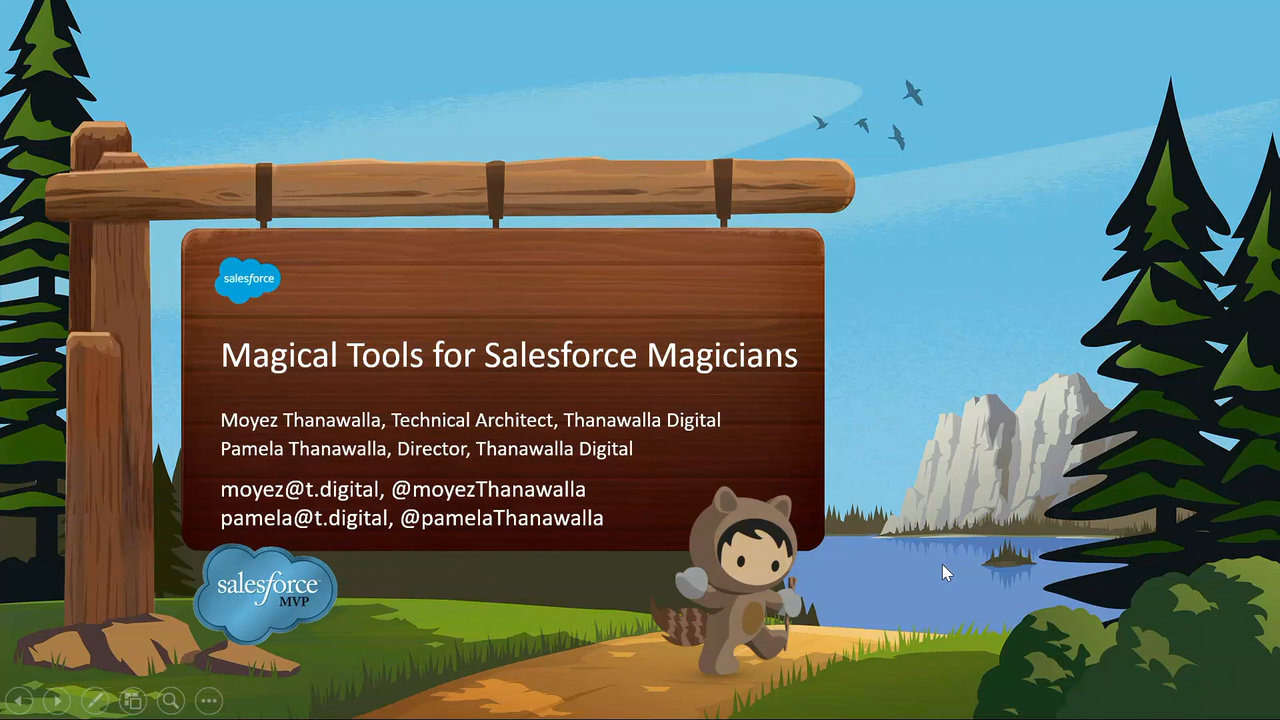 salesforce
Magical Tools for Salesforce Magicians
Moyez Thanawalla, Technical Architect, Thanawalla Digital
Pamela Thanawalla, Director, Thanawalla Digital
moyez@t.digital, @moyezThanawalla
pamela@t.digital, @pamelaThanawalla
salesforce
MVP